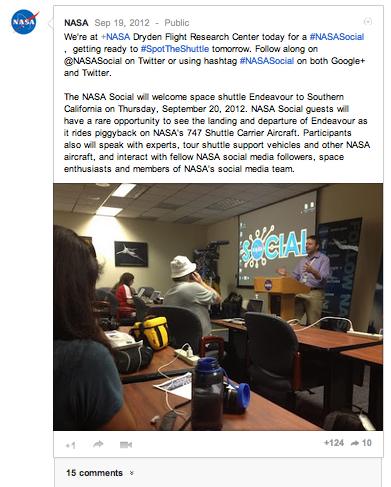 NASA
NASA Sep 19, 2012 - Public
We're at +NASA Dryden Flight Research Center today for a #NASASocial
, getting ready to #SpotTheShuttle tomorrow. Follow along on
@NASASocial on Twitter or using hashtag #NASASocial on both Google+
and Twitter.
The NASA Social will welcome space shuttle Endeavour to Southern
California on Thursday, September 20, 2012. NASA Social guests will
have a rare opportunity to see the landing and departure of Endeavour as
it rides piggyback on NASA's 747 Shuttle Carrier Aircraft. Participants
also will speak with experts, tour shuttle support vehicles and other NASA
aircraft, and interact with fellow NASA social media followers, space
enthusiasts and members of NASA's social media team.
SOCIAL
+1
+124
10
15 comments